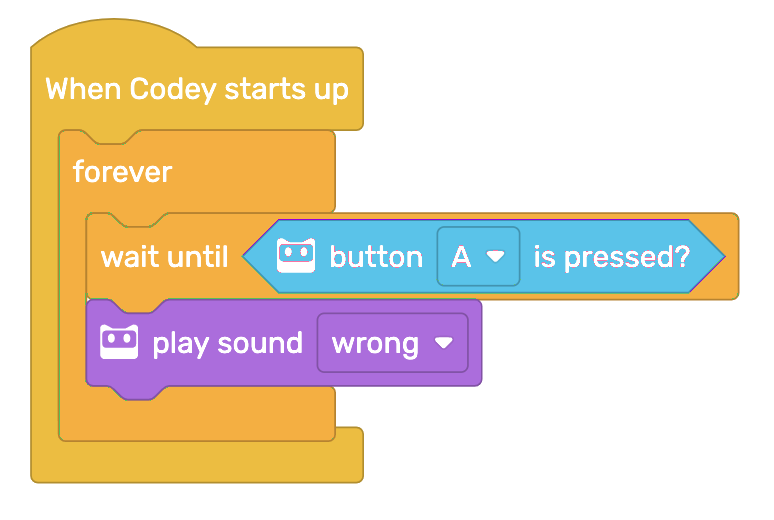 When Codey starts up
forever
wait until button A is pressed?
play sound wrong